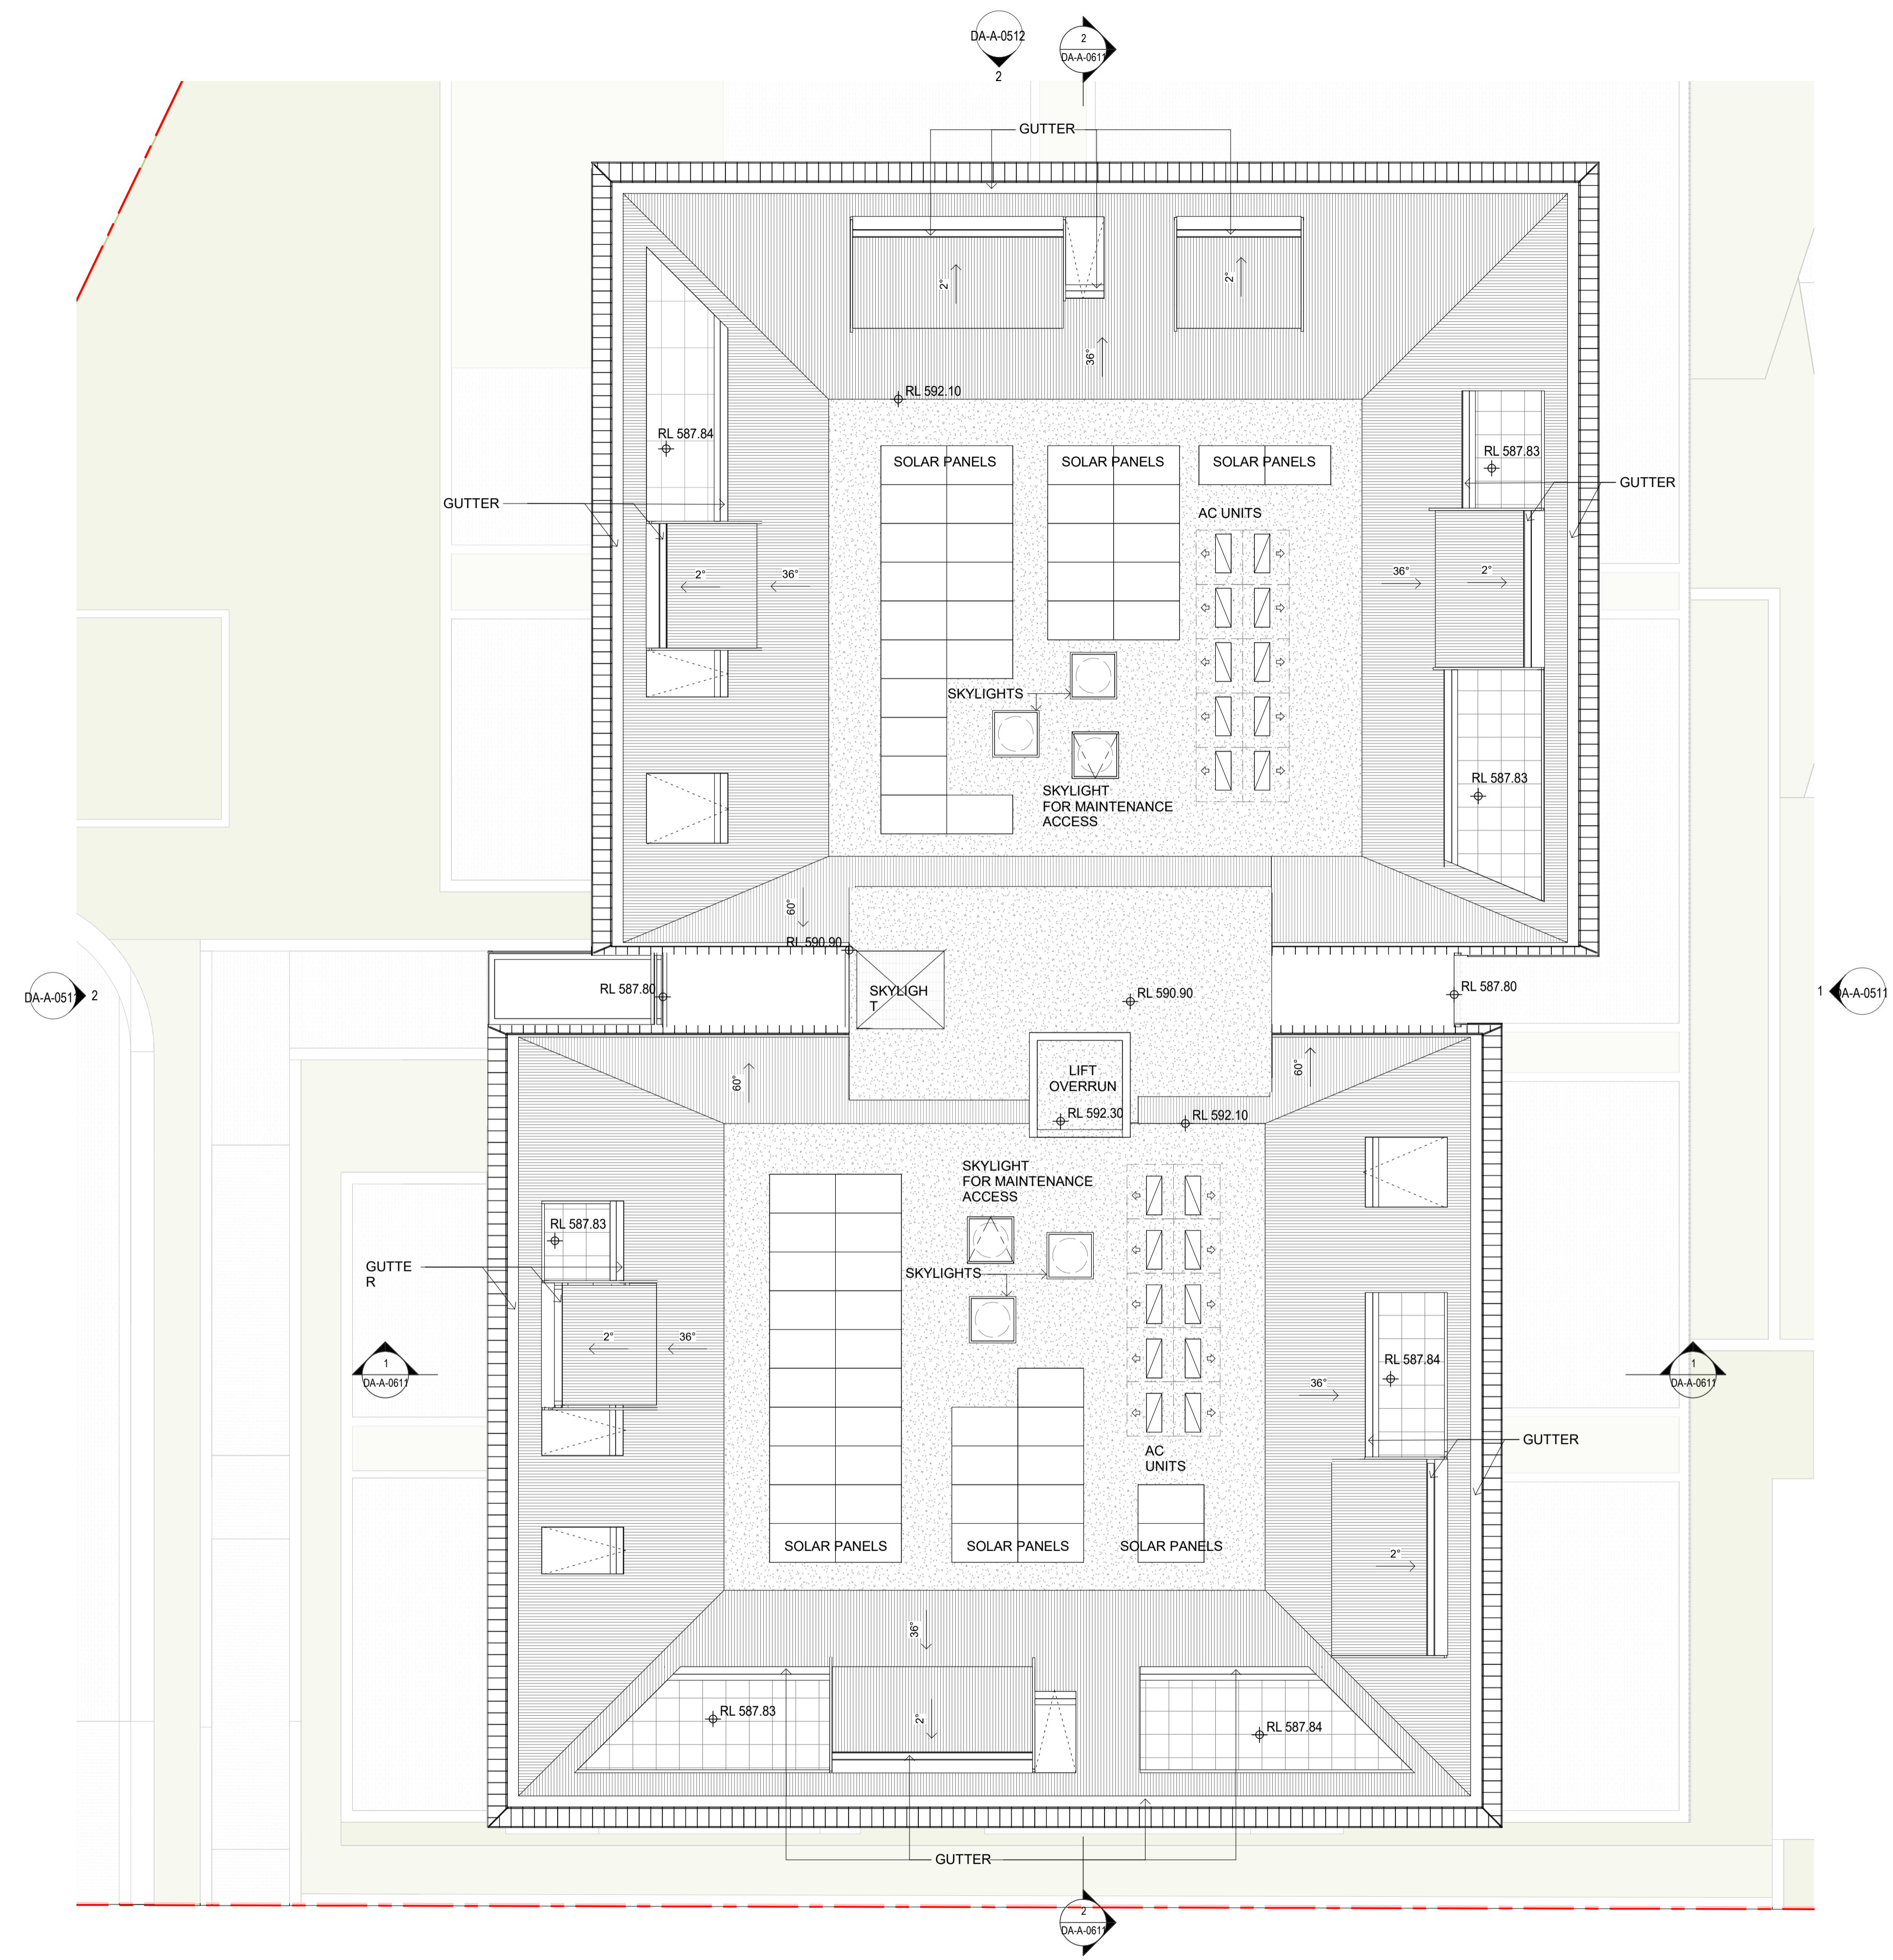 DA-A-0512
2
2
DA-A-0611
GUTTER
2°
2°
36°
RL 592.10
RL 587.84
SOLAR PANELS
SOLAR PANELS
SOLAR PANELS
RL 587.83
GUTTER
GUTTER
AC UNITS
2°
36°
36°
2°
SKYLIGHTS
RL 587.83
SKYLIGHT
FOR MAINTENANCE
ACCESS
60°
RL 590.90
RL 587.80
SKYLIGH
T
RL 590.90
RL 587.80
DA-A-0511
2
1
DA-A-0511
60°
LIFT
OVERRUN
60°
RL 592.30
RL 592.10
SKYLIGHT
FOR MAINTENANCE
ACCESS
RL 587.83
GUTTE
R
SKYLIGHTS
2°
36°
1
DA-A-0611
36°
RL 587.84
1
DA-A-0611
GUTTER
AC
UNITS
SOLAR PANELS
SOLAR PANELS
SOLAR PANELS
2°
36°
RL 587.83
2°
RL 587.84
GUTTER
2
DA-A-0611